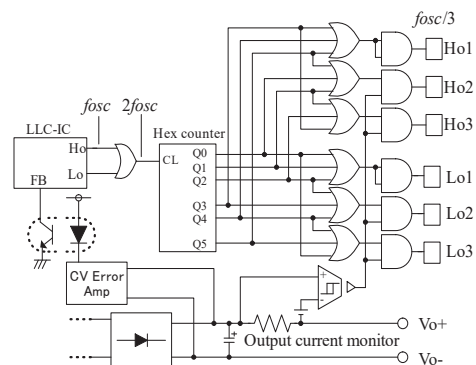 fosc/3
Ho1
fosc 2fosc
Ho2
LLC-IC
Hex counter
Ho3
Ho
Lo
FB
CL
Q0
Q1
Q2
Q3
Q4
Q5
Lo1
Lo2
Lo3
CV Error
Amp
+
-
+
Output current monitor
Vo+
Vo-